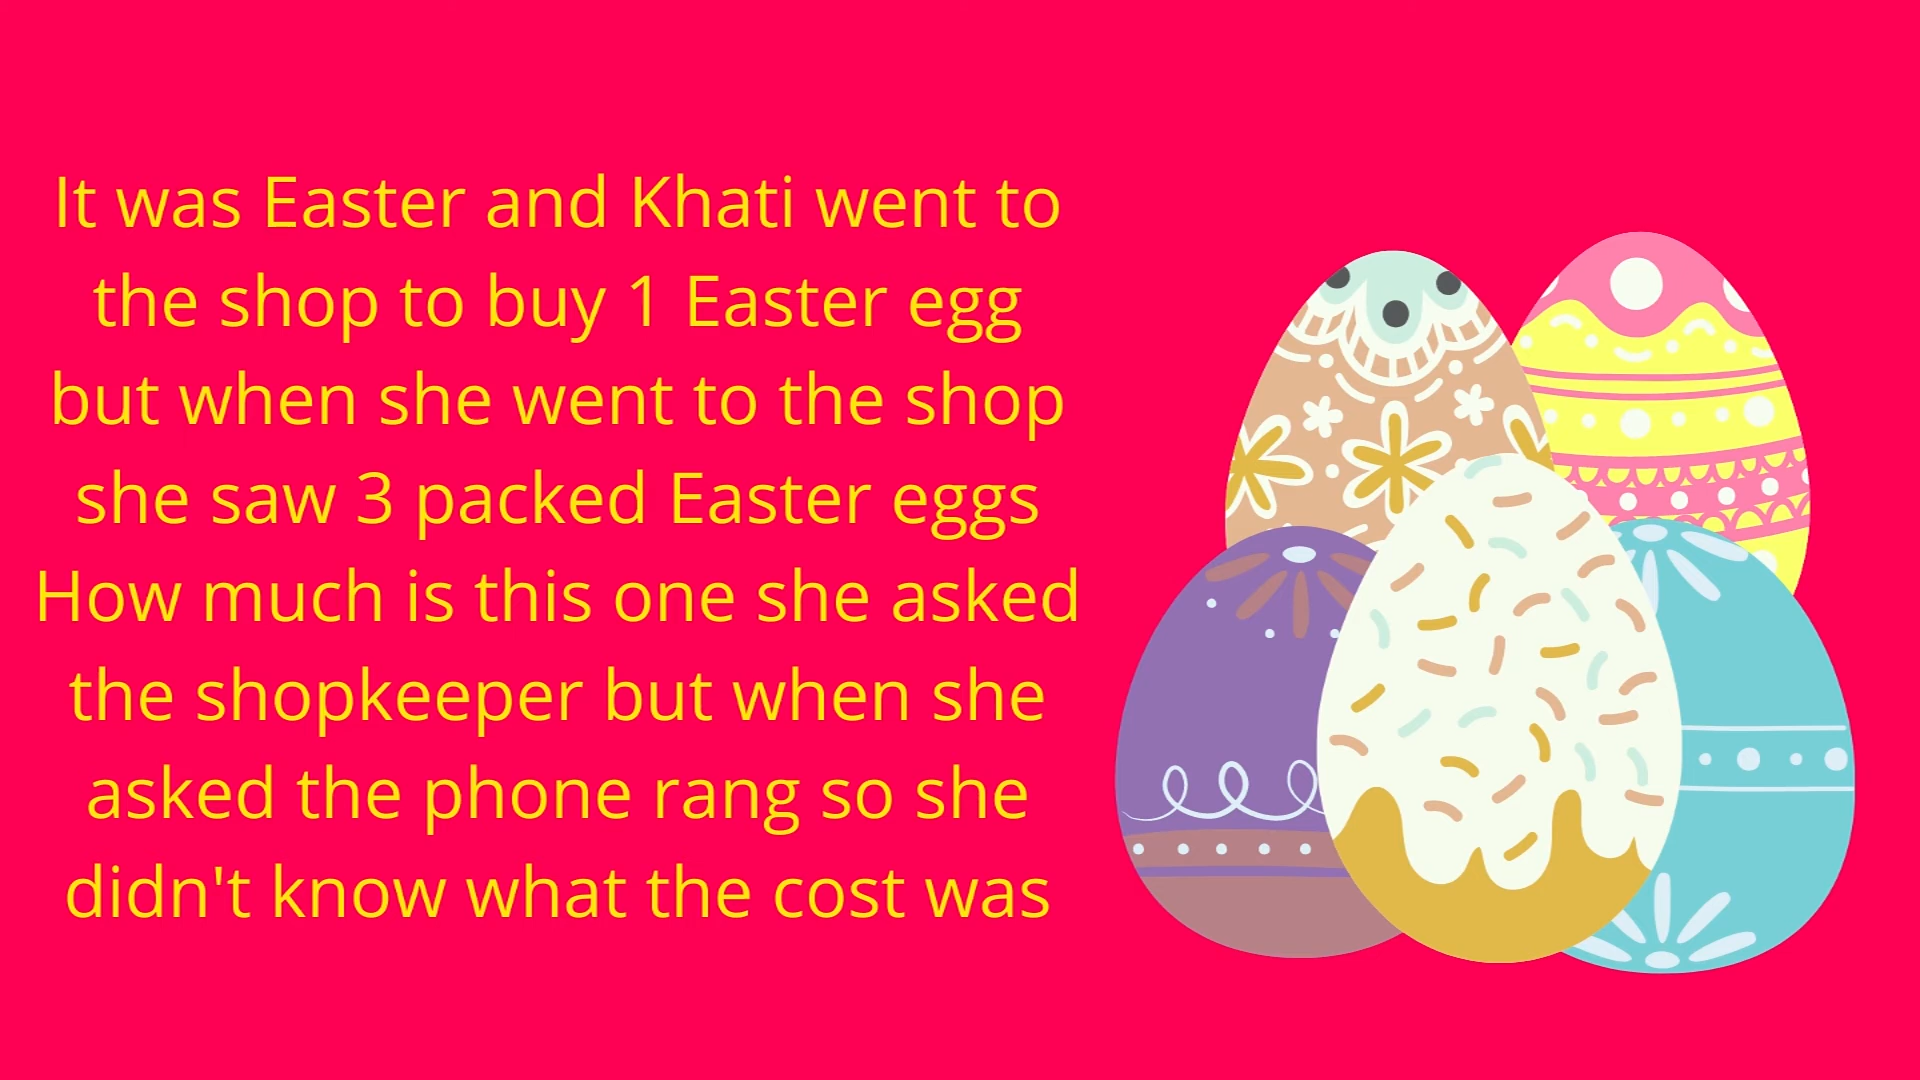 It was Easter and Khati went to
the shop to buy 1 Easter egg
but when she went to the shop
she saw 3 packed Easter eggs
How much is this one she asked
the shopkeeper but when she
asked the phone rang so she
didn't know what the cost was